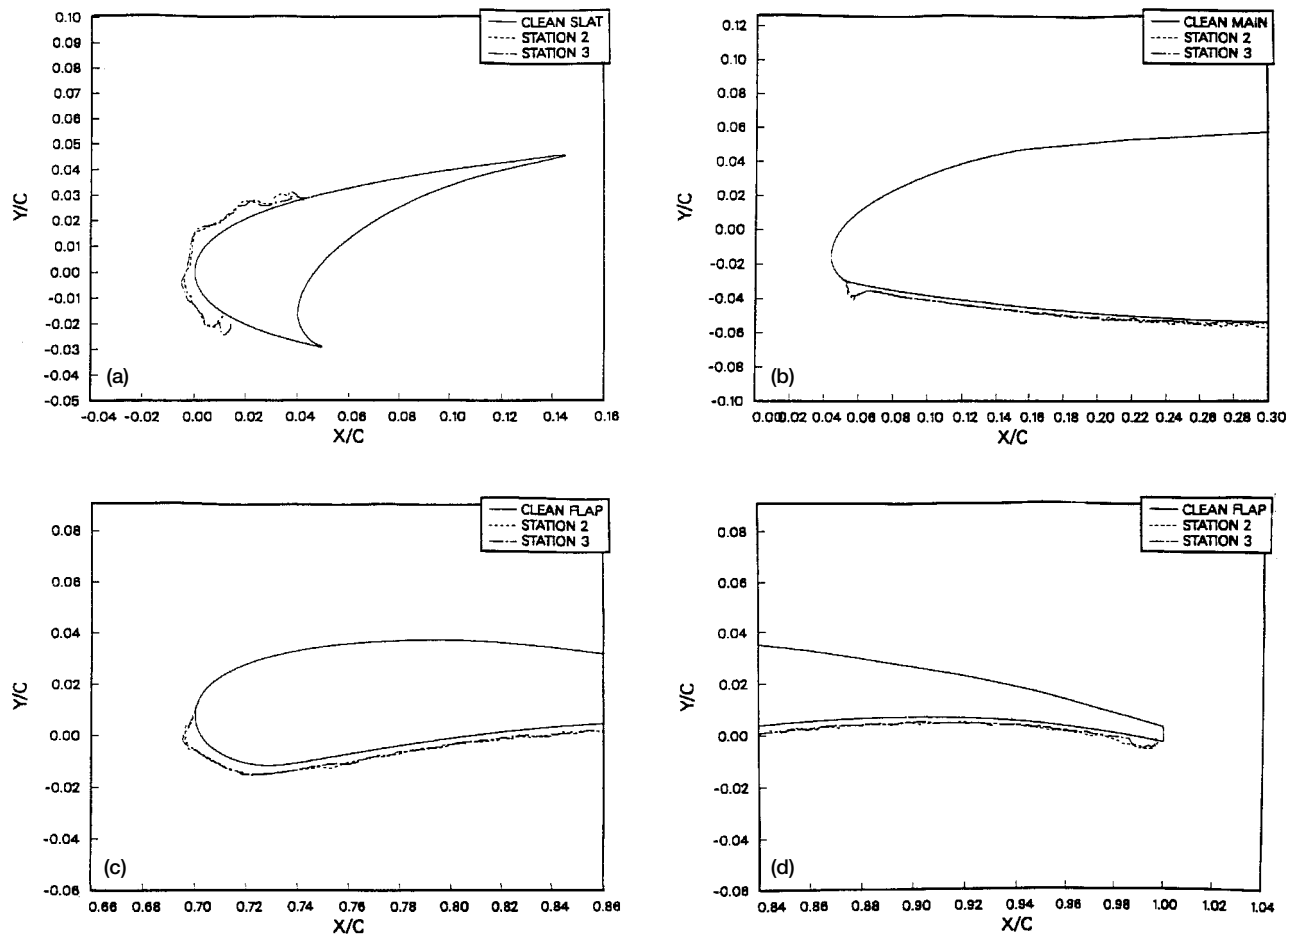 CLEAN SLAT
STATION 2
STATION 3
0.10
0.09
0.08
0.07
0.06
0.05
0.04
0.03
0.02
0.01
0.00
-0.01
-0.02
-0.03
-0.04
-0.05
Y/C
(a)
-0.04 -0.02 0.00 0.02 0.04 0.06 0.08 0.10 0.12 0.14 0.16
X/C
CLEAN MAIN
STATION 2
STATION 3
0.12
0.10
0.08
0.06
0.04
0.02
0.00
-0.02
-0.04
-0.06
-0.08
-0.10
Y/C
(b)
0.00 0.02 0.04 0.06 0.08 0.10 0.12 0.14 0.16 0.18 0.20 0.22 0.24 0.26 0.28 0.30
X/C
CLEAN FLAP
STATION 2
STATION 3
0.08
0.06
0.04
0.02
0.00
-0.02
-0.04
-0.06
Y/C
(c)
0.66 0.68 0.70 0.72 0.74 0.76 0.78 0.80 0.82 0.84 0.86
X/C
CLEAN FLAP
STATION 2
STATION 3
0.08
0.06
0.04
0.02
0.00
-0.02
-0.04
-0.06
Y/C
(d)
0.84 0.86 0.88 0.90 0.92 0.94 0.96 0.98 1.00 1.02 1.04
X/C